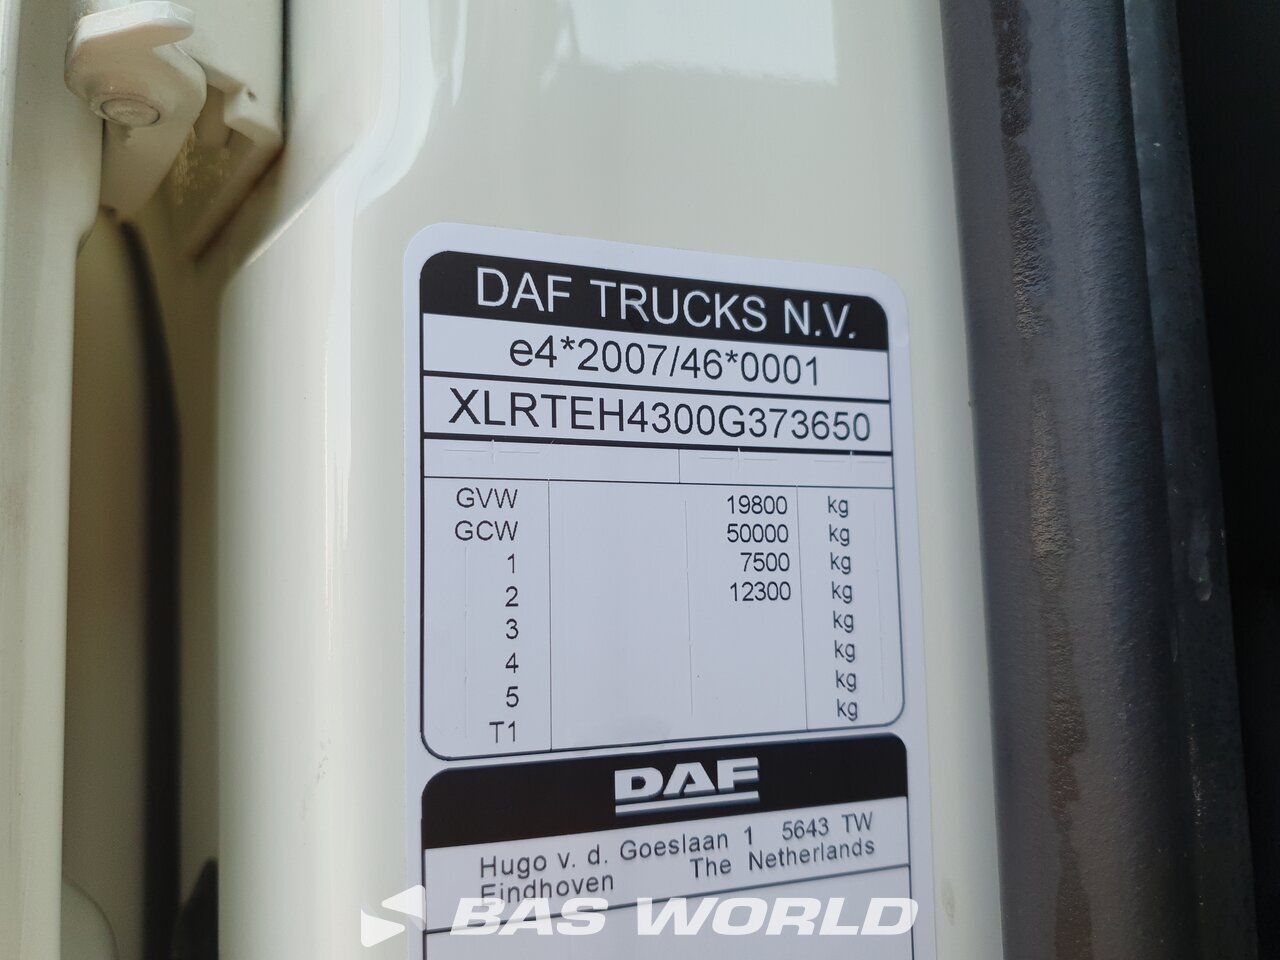 DAF TRUCKS N.V.
e4*2007/46*0001
XLRTEH4300G373650
GVW 19800 kg
GCW 50000 kg
1 7500 kg
2 12300 kg
3 kg
4 kg
5 kg
T1 kg
DAF
Hugo v. d. Goeslaan 1 5643 TW
Eindhoven The Netherlands
BAS WORLD